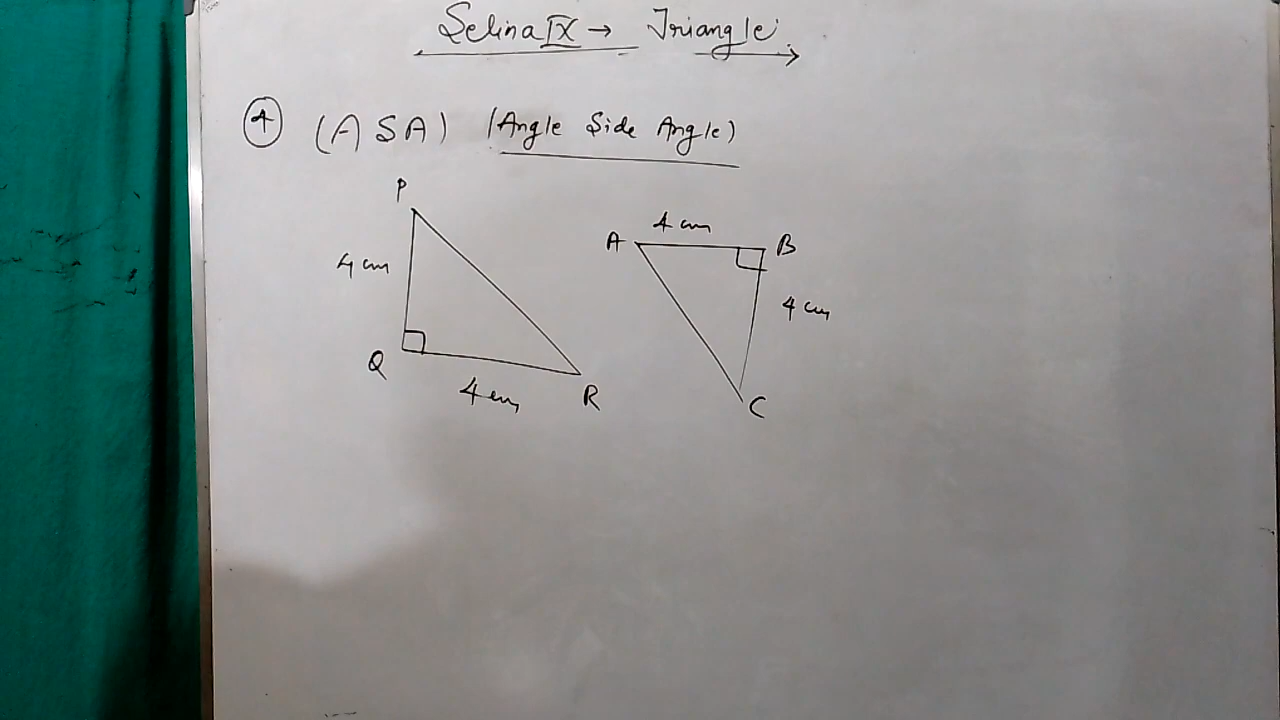 Selina IX → Triangle
4 (ASA) (Angle Side Angle)
P
4 cm
Q
4 cm
R
A
4 cm
B
4 cm
C